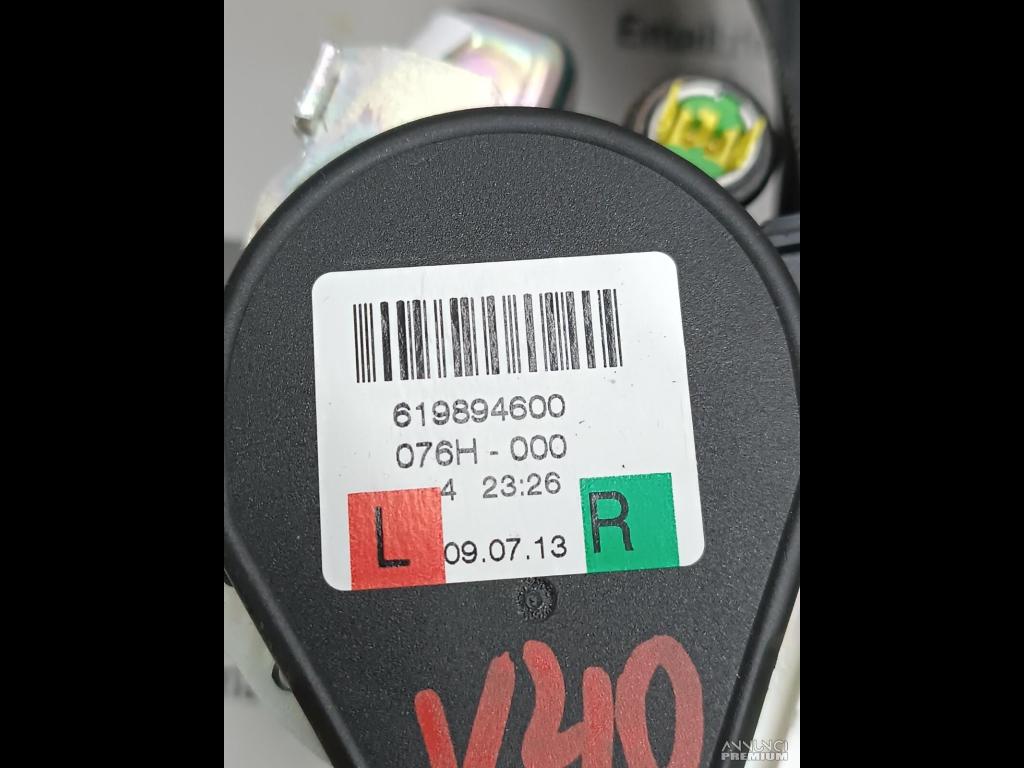 619894600
076H - 000
4 23:26
L 09.07.13 R
V40
ANNUNCI
PREMIUM